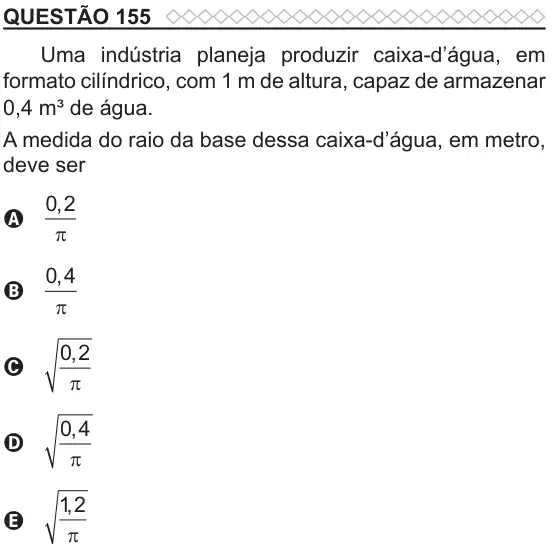 QUESTÃO 155
Uma indústria planeja produzir caixa-d'água, em
formato cilíndrico, com 1 m de altura, capaz de armazenar
0,4 m³ de água.
A medida do raio da base dessa caixa-d'água, em metro,
deve ser
A 0,2/π
B 0,4/π
C √(0,2/π)
D √(0,4/π)
E √(1,2/π)